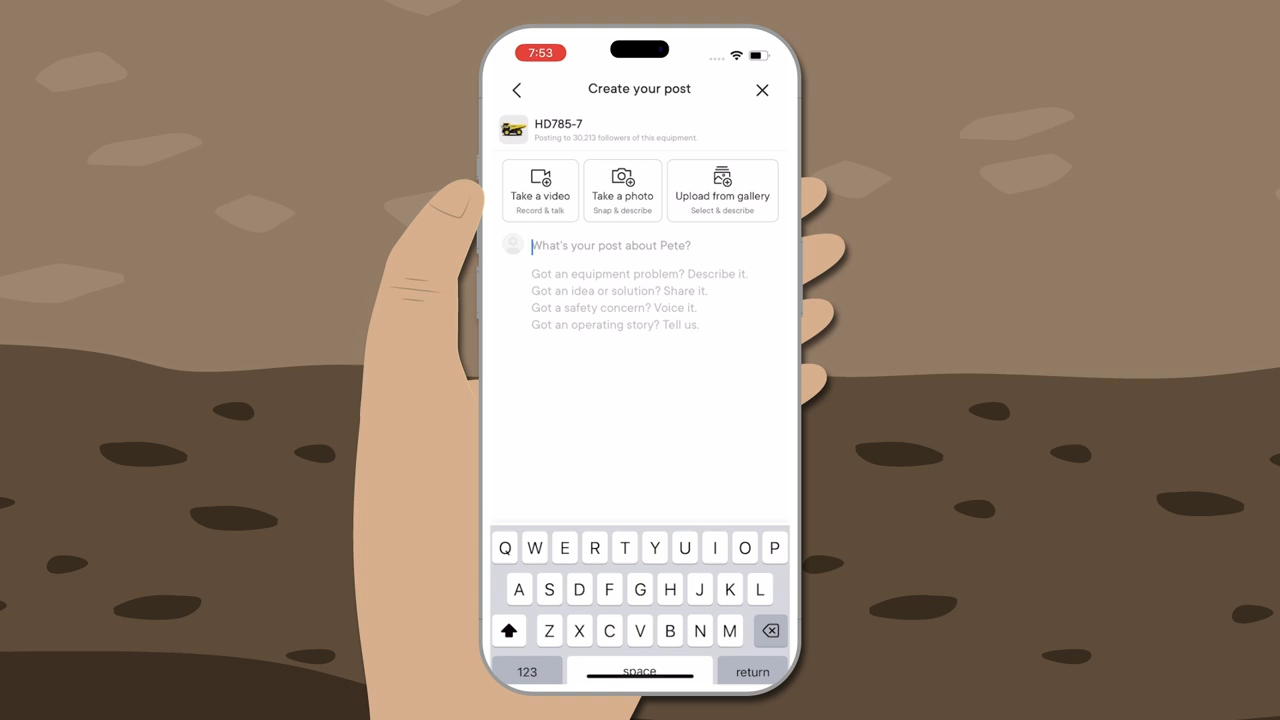 7:53
Create your post
HD785-7
Posting to 30,213 followers of this equipment.
Take a video
Record & talk
Take a photo
Snap & describe
Upload from gallery
Select & describe
What's your post about Pete?
Got an equipment problem? Describe it.
Got an idea or solution? Share it.
Got a safety concern? Voice it.
Got an operating story? Tell us.
Q W E R T Y U I O P
A S D F G H J K L
Z X C V B N M
123 space return